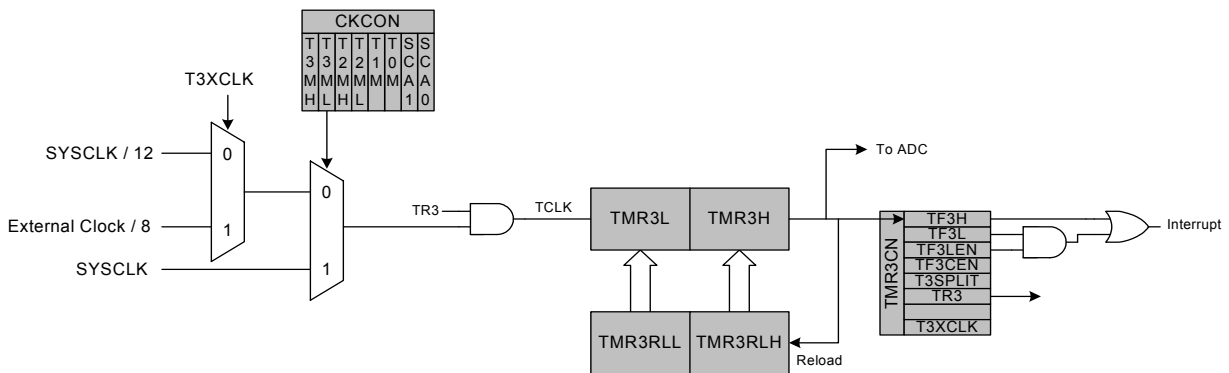 CKCON
T3MH
T3ML
T2MH
T2ML
T1M
T0M
SCA1
SCA0
T3XCLK
SYSCLK / 12
0
External Clock / 8
1
SYSCLK
0
1
TR3
TCLK
TMR3L
TMR3H
To ADC
TMR3RLL
TMR3RLH
Reload
TMR3CN
TF3H
TF3L
TF3LEN
TF3CEN
T3SPLIT
TR3
T3XCLK
Interrupt